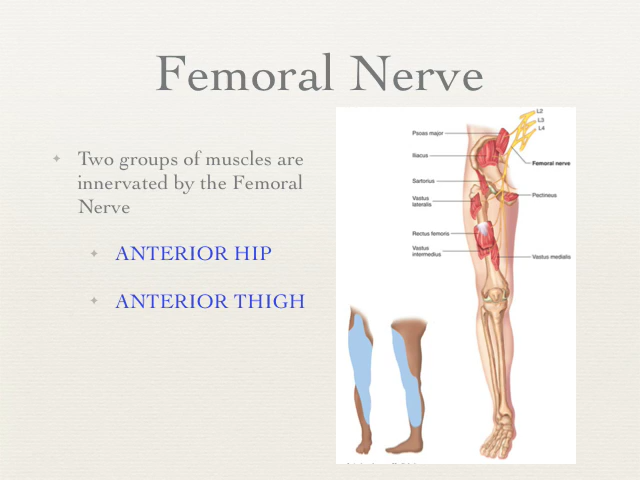 Femoral Nerve
Two groups of muscles are
innervated by the Femoral
Nerve
ANTERIOR HIP
ANTERIOR THIGH
L2
L3
L4
Psoas major
Iliacus
Femoral nerve
Sartorius
Pectineus
Vastus
lateralis
Rectus femoris
Vastus
intermedius
Vastus medialis